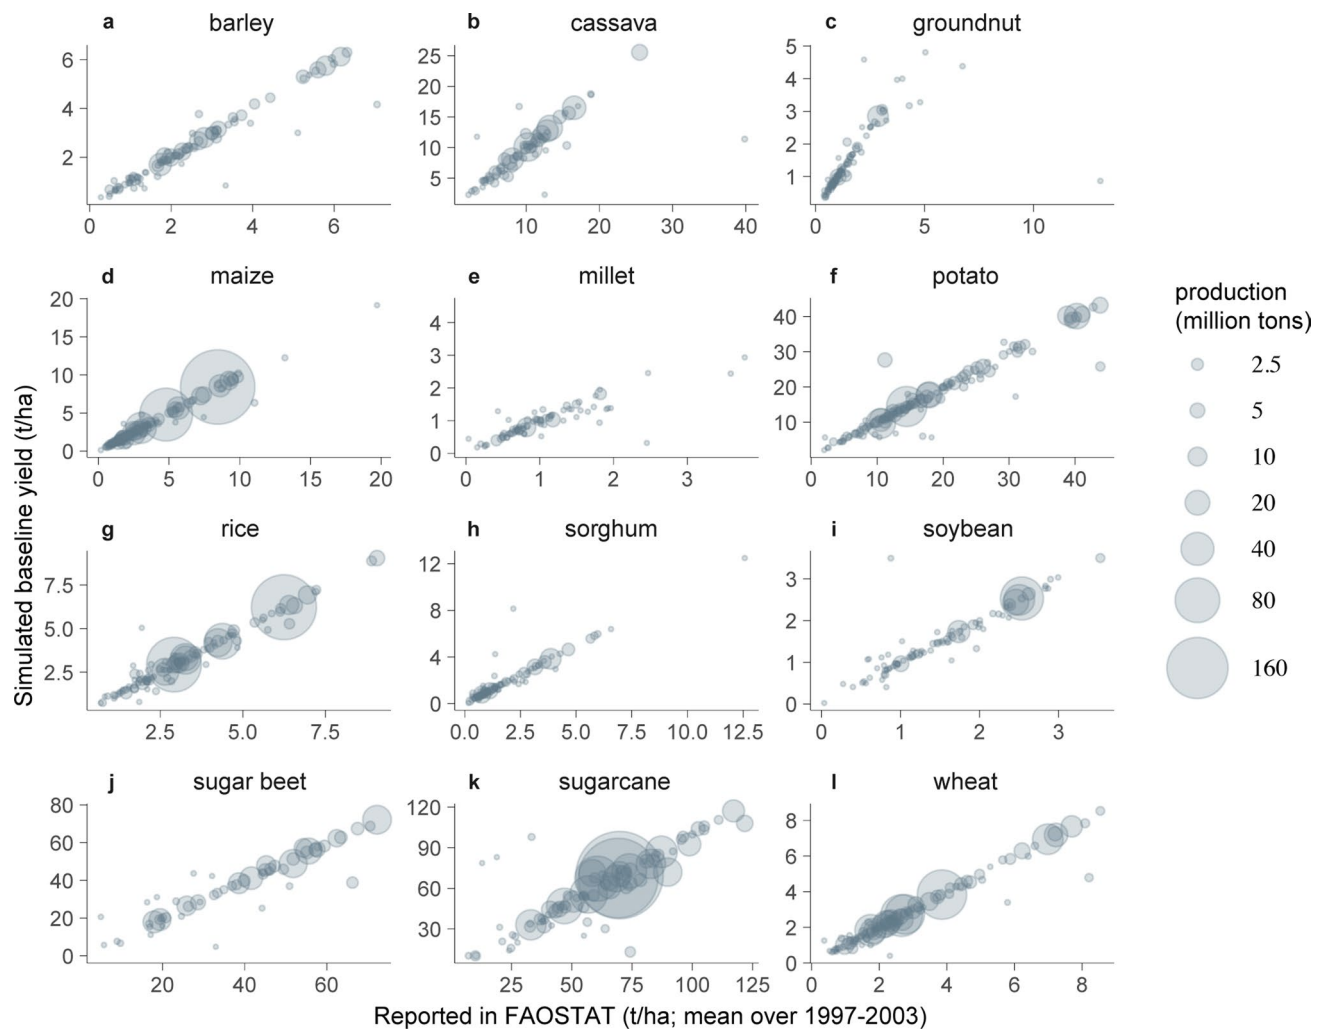 a barley
b cassava
c groundnut
6
4
2
0 2 4 6
25
20
15
10
5
10 20 30 40
5
4
3
2
1
0 5 10
d maize
e millet
f potato
20
15
10
5
0
0 5 10 15 20
4
3
2
1
0
0 1 2 3
40
30
20
10
0 10 20 30 40
g rice
h sorghum
i soybean
7.5
5.0
2.5
2.5 5.0 7.5
12
8
4
0
0.0 2.5 5.0 7.5 10.0 12.5
3
2
1
0
0 1 2 3
j sugar beet
k sugarcane
l wheat
80
60
40
20
0
20 40 60
120
90
60
30
25 50 75 100 125
8
6
4
2
0
0 2 4 6 8
Simulated baseline yield (t/ha)
Reported in FAOSTAT (t/ha; mean over 1997-2003)
production
(million tons)
2.5
5
10
20
40
80
160